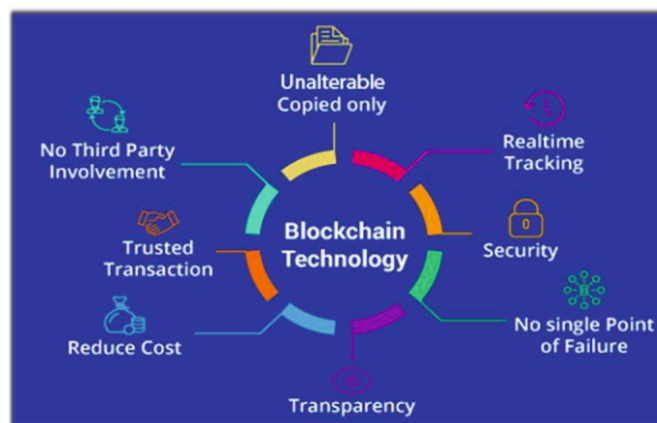 Unalterable
Copied only
Realtime
Tracking
No Third Party
Involvement
Blockchain
Technology
Security
Trusted
Transaction
No single Point
of Failure
Reduce Cost
Transparency